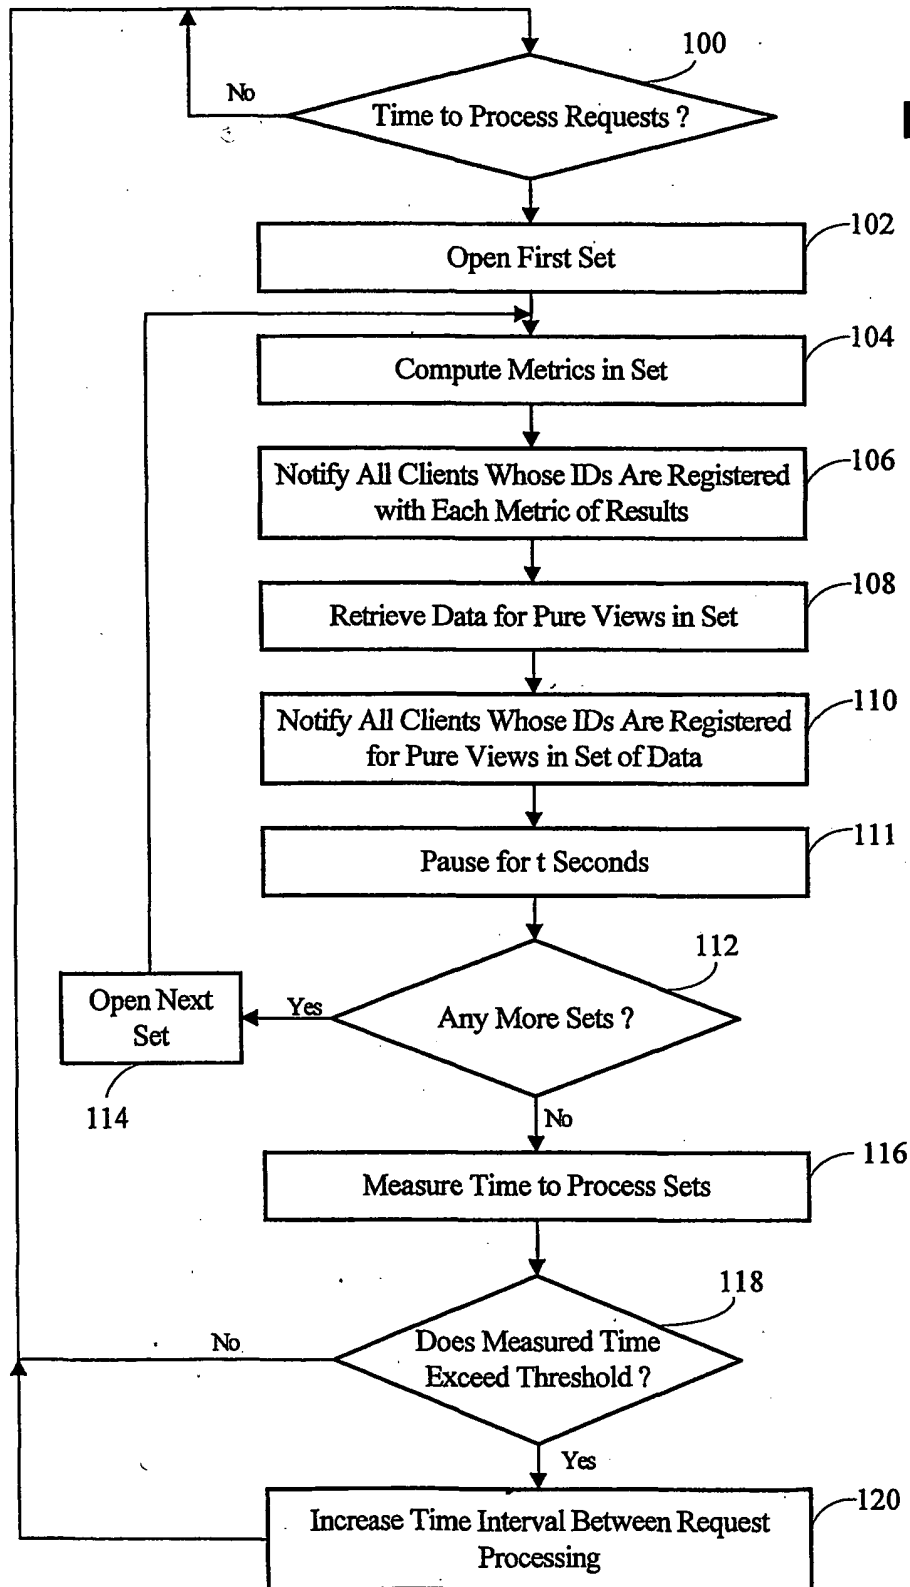 100
No
Time to Process Requests ?
102
Open First Set
104
Compute Metrics in Set
106
Notify All Clients Whose IDs Are Registered
with Each Metric of Results
108
Retrieve Data for Pure Views in Set
110
Notify All Clients Whose IDs Are Registered
for Pure Views in Set of Data
111
Pause for t Seconds
112
Any More Sets ?
Yes
Open Next
Set
114
No
116
Measure Time to Process Sets
118
No
Does Measured Time
Exceed Threshold ?
Yes
120
Increase Time Interval Between Request
Processing